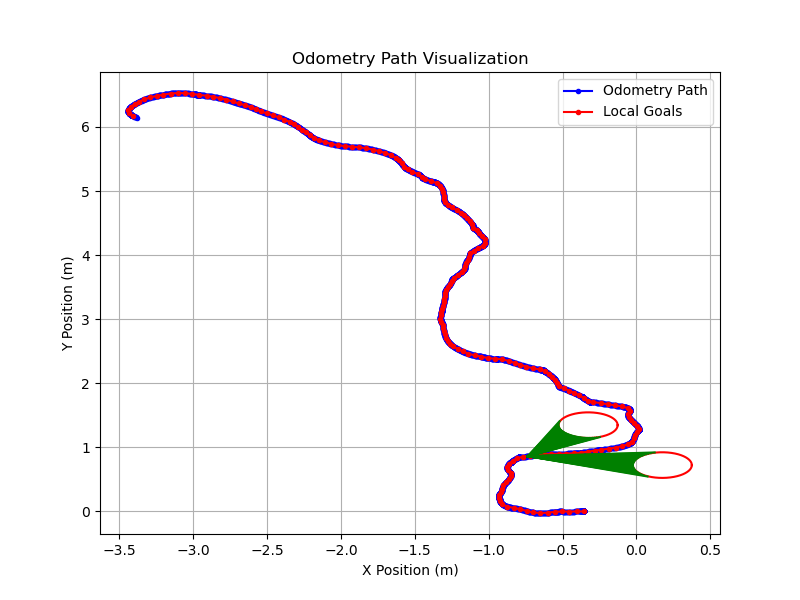 Odometry Path Visualization
Odometry Path
Local Goals
Y Position (m)
6
5
4
3
2
1
0
−3.5 −3.0 −2.5 −2.0 −1.5 −1.0 −0.5 0.0 0.5
X Position (m)